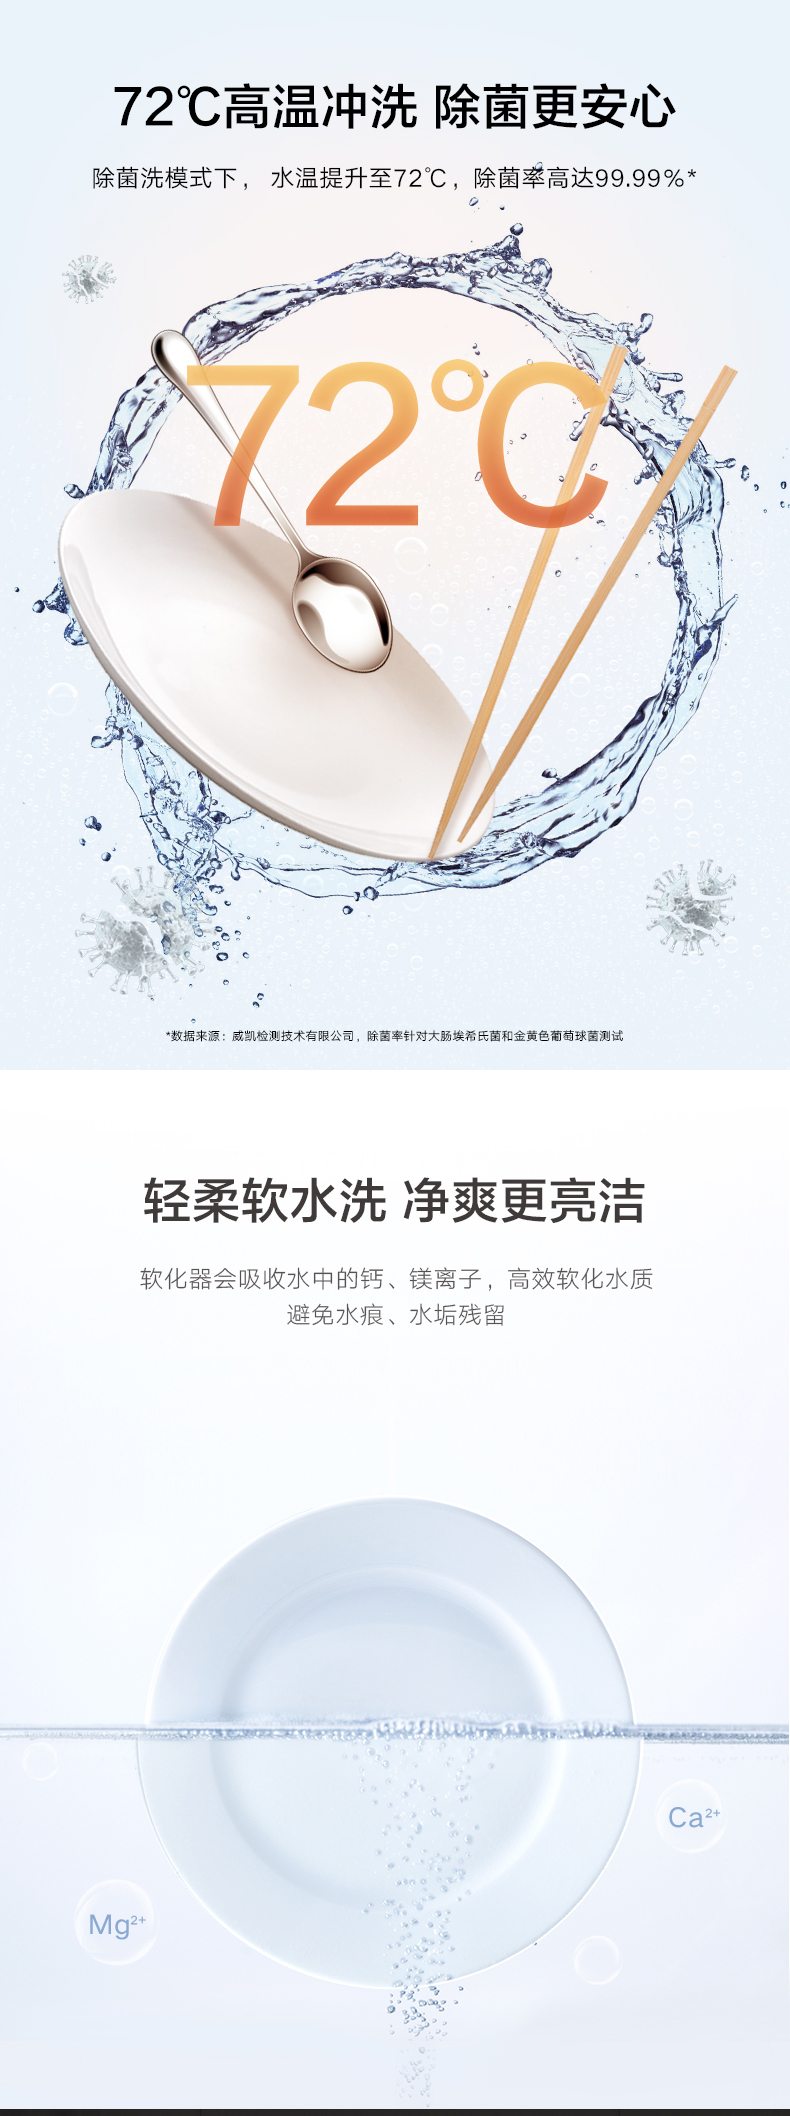 72℃高温冲洗 除菌更安心
除菌洗模式下， 水温提升至72℃，除菌率高达99.99%*
72℃
*数据来源：威凯检测技术有限公司，除菌率针对大肠埃希氏菌和金黄色葡萄球菌测试
轻柔软水洗 净爽更亮洁
软化器会吸收水中的钙、镁离子，高效软化水质
避免水痕、水垢残留
Ca²⁺
Mg²⁺